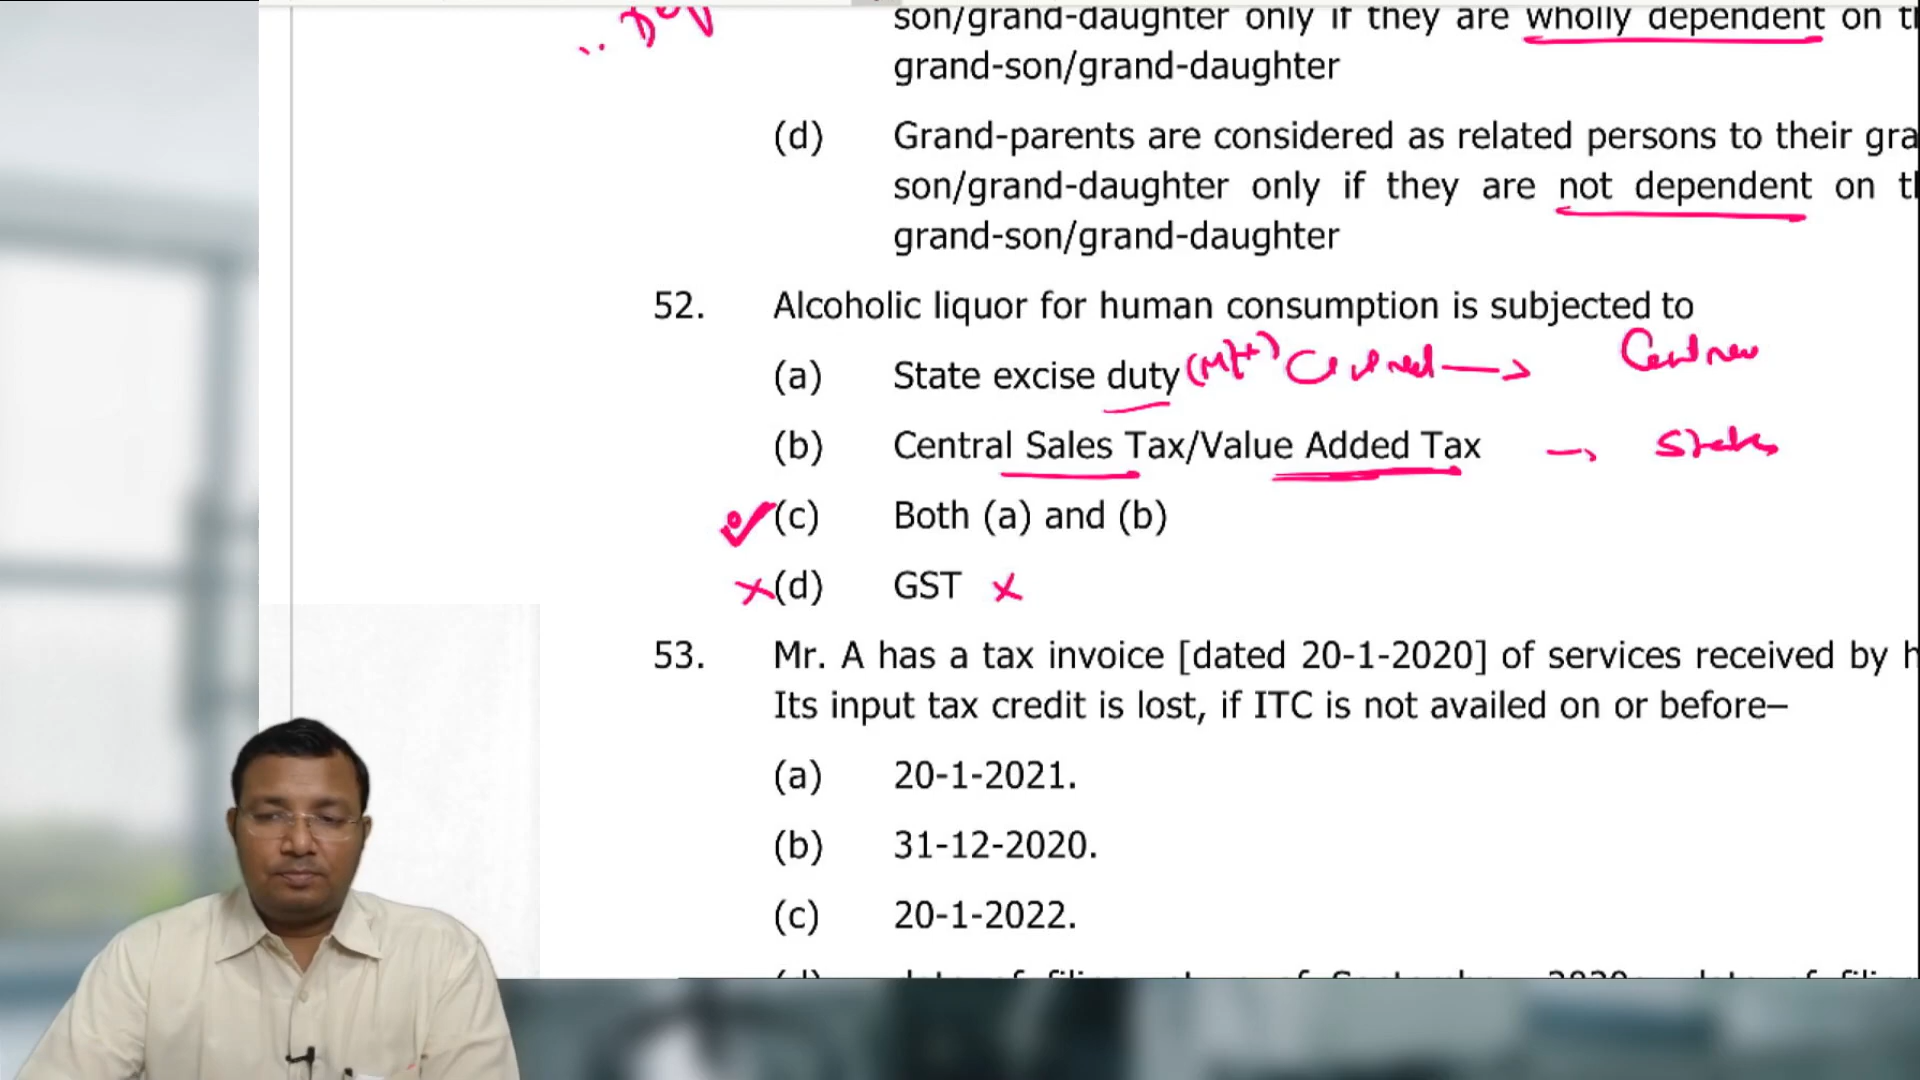 son/grand-daughter only if they are wholly dependent on
grand-son/grand-daughter
(d) Grand-parents are considered as related persons to their gra
son/grand-daughter only if they are not dependent on
grand-son/grand-daughter
52. Alcoholic liquor for human consumption is subjected to
(a) State excise duty
(b) Central Sales Tax/Value Added Tax → States
(c) Both (a) and (b)
(d) GST
53. Mr. A has a tax invoice [dated 20-1-2020] of services received by
Its input tax credit is lost, if ITC is not availed on or before–
(a) 20-1-2021.
(b) 31-12-2020.
(c) 20-1-2022.